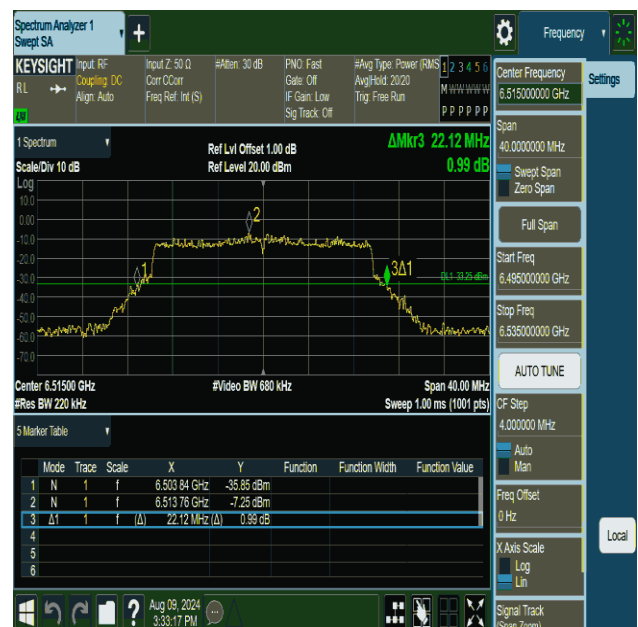 Spectrum Analyzer 1
Swept SA
+
Frequency
KEYSIGHT
RL
Input: RF
Coupling: DC
Align: Auto
Input Z: 50 Ω
Corr CCorr
Freq Ref: Int (S)
#Atten: 30 dB
PNO: Fast
Gate: Off
IF Gain: Low
Sig Track: Off
#Avg Type: Power (RMS
Avg|Hold: 20/20
Trig: Free Run
1 2 3 4 5 6
M W W W W W
P P P P P P
1 Spectrum
Scale/Div 10 dB
Ref Lvl Offset 1.00 dB
Ref Level 20.00 dBm
ΔMkr3 22.12 MHz
0.99 dB
Log
10.0
0.00
-10.0
-20.0
-30.0
-40.0
-50.0
-60.0
-70.0
1
2
3Δ1
DL1 -33.25 dBm
Center 6.51500 GHz
#Res BW 220 kHz
#Video BW 680 kHz
Span 40.00 MHz
Sweep 1.00 ms (1001 pts)
5 Marker Table
Mode Trace Scale X Y Function Function Width Function Value
1 N 1 f 6.503 84 GHz -35.85 dBm
2 N 1 f 6.513 76 GHz -7.25 dBm
3 Δ1 1 f (Δ) 22.12 MHz (Δ) 0.99 dB
4
5
6
?
Aug 09, 2024
3:33:17 PM
Center Frequency
6.515000000 GHz
Settings
Span
40.0000000 MHz
Swept Span
Zero Span
Full Span
Start Freq
6.495000000 GHz
Stop Freq
6.535000000 GHz
AUTO TUNE
CF Step
4.000000 MHz
Auto
Man
Freq Offset
0 Hz
X Axis Scale
Log
Lin
Local
Signal Track
(Span Zoom)